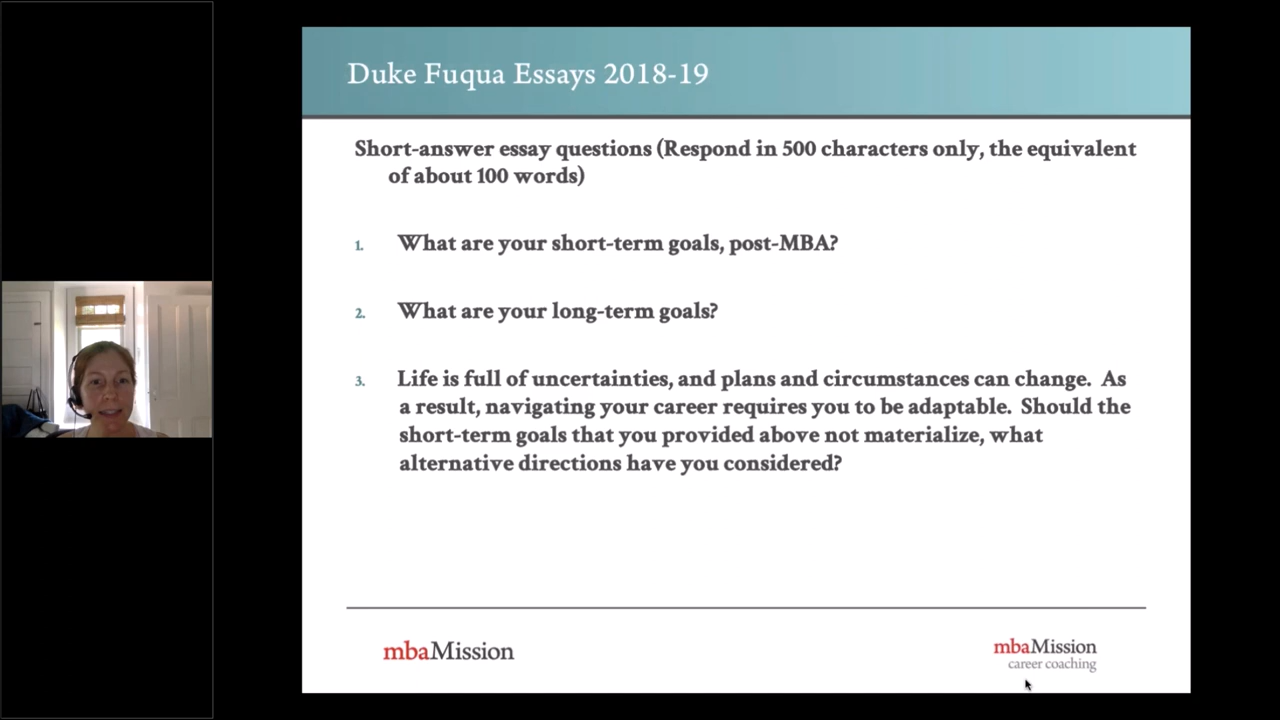 Duke Fuqua Essays 2018-19
Short-answer essay questions (Respond in 500 characters only, the equivalent
of about 100 words)
1. What are your short-term goals, post-MBA?
2. What are your long-term goals?
3. Life is full of uncertainties, and plans and circumstances can change. As
a result, navigating your career requires you to be adaptable. Should the
short-term goals that you provided above not materialize, what
alternative directions have you considered?
mbaMission
mbaMission
career coaching